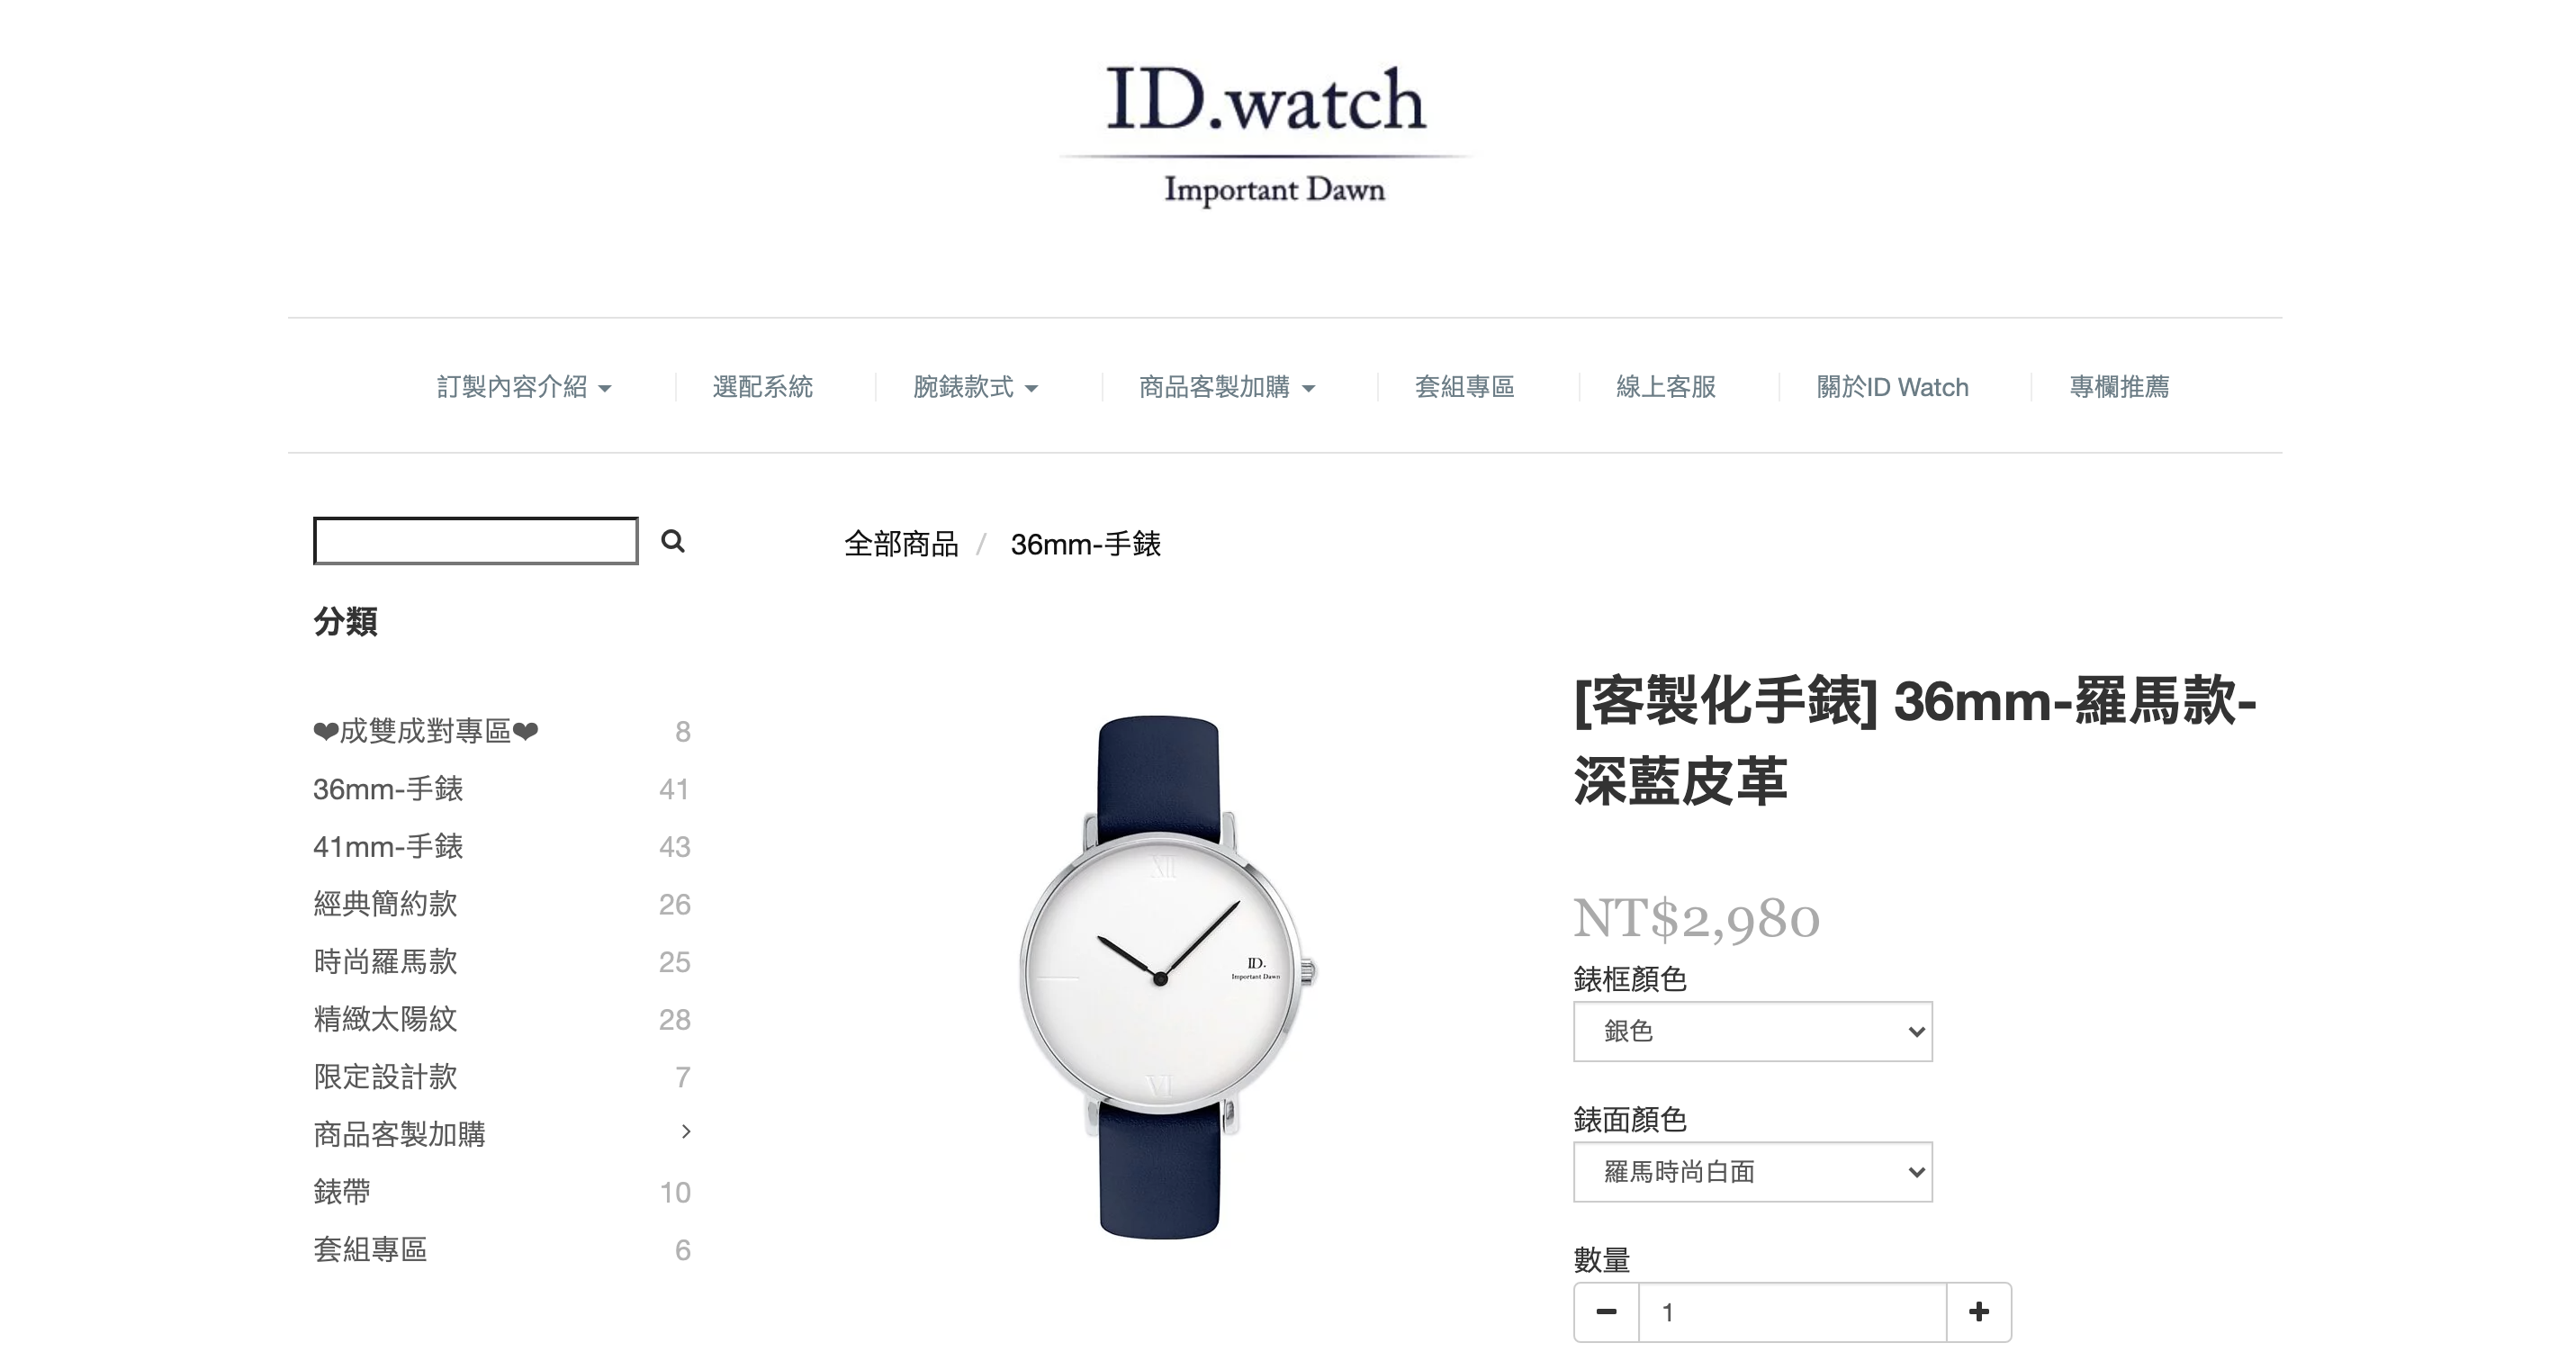 ID.watch
Important Dawn
訂製內容介紹
選配系統
腕錶款式
商品客製加購
套組專區
線上客服
關於ID Watch
專欄推薦
全部商品 / 36mm-手錶
分類
❤成雙成對專區❤ 8
36mm-手錶 41
41mm-手錶 43
經典簡約款 26
時尚羅馬款 25
精緻太陽紋 28
限定設計款 7
商品客製加購
錶帶 10
套組專區 6
XII
ID.
Important Dawn
VI
[客製化手錶] 36mm-羅馬款-
深藍皮革
NT$2,980
錶框顏色
銀色
錶面顏色
羅馬時尚白面
數量
1